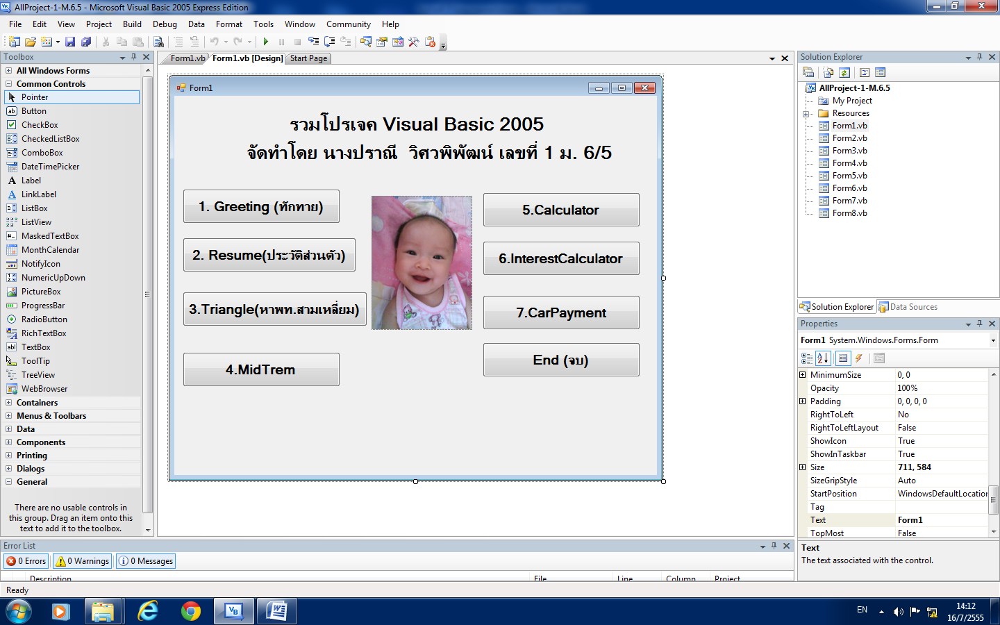 AllProject-1-M.6.5 - Microsoft Visual Basic 2005 Express Edition
File Edit View Project Build Debug Data Format Tools Window Community Help
Toolbox
All Windows Forms
Common Controls
Pointer
Button
CheckBox
CheckedListBox
ComboBox
DateTimePicker
Label
LinkLabel
ListBox
ListView
MaskedTextBox
MonthCalendar
NotifyIcon
NumericUpDown
PictureBox
ProgressBar
RadioButton
RichTextBox
TextBox
ToolTip
TreeView
WebBrowser
Containers
Menus & Toolbars
Data
Components
Printing
Dialogs
General
There are no usable controls in
this group. Drag an item onto this
text to add it to the toolbox.
Form1.vb Form1.vb [Design] Start Page
Form1
รวมโปรเจค Visual Basic 2005
จัดทำโดย นางปราณี วิศวพิพัฒน์ เลขที่ 1 ม. 6/5
1. Greeting (ทักทาย)
2. Resume(ประวัติส่วนตัว)
3.Triangle(หาพท.สามเหลี่ยม)
4.MidTrem
5.Calculator
6.InterestCalculator
7.CarPayment
End (จบ)
Solution Explorer
AllProject-1-M.6.5
My Project
Resources
Form1.vb
Form2.vb
Form3.vb
Form4.vb
Form5.vb
Form6.vb
Form7.vb
Form8.vb
Solution Explorer Data Sources
Properties
Form1 System.Windows.Forms.Form
MinimumSize 0, 0
Opacity 100%
Padding 0, 0, 0, 0
RightToLeft No
RightToLeftLayout False
ShowIcon True
ShowInTaskbar True
Size 711, 584
SizeGripStyle Auto
StartPosition WindowsDefaultLocation
Tag
Text Form1
TopMost False
Text
The text associated with the control.
Error List
0 Errors 0 Warnings 0 Messages
Description File Line Column Project
Ready
EN
14:12
16/7/2555